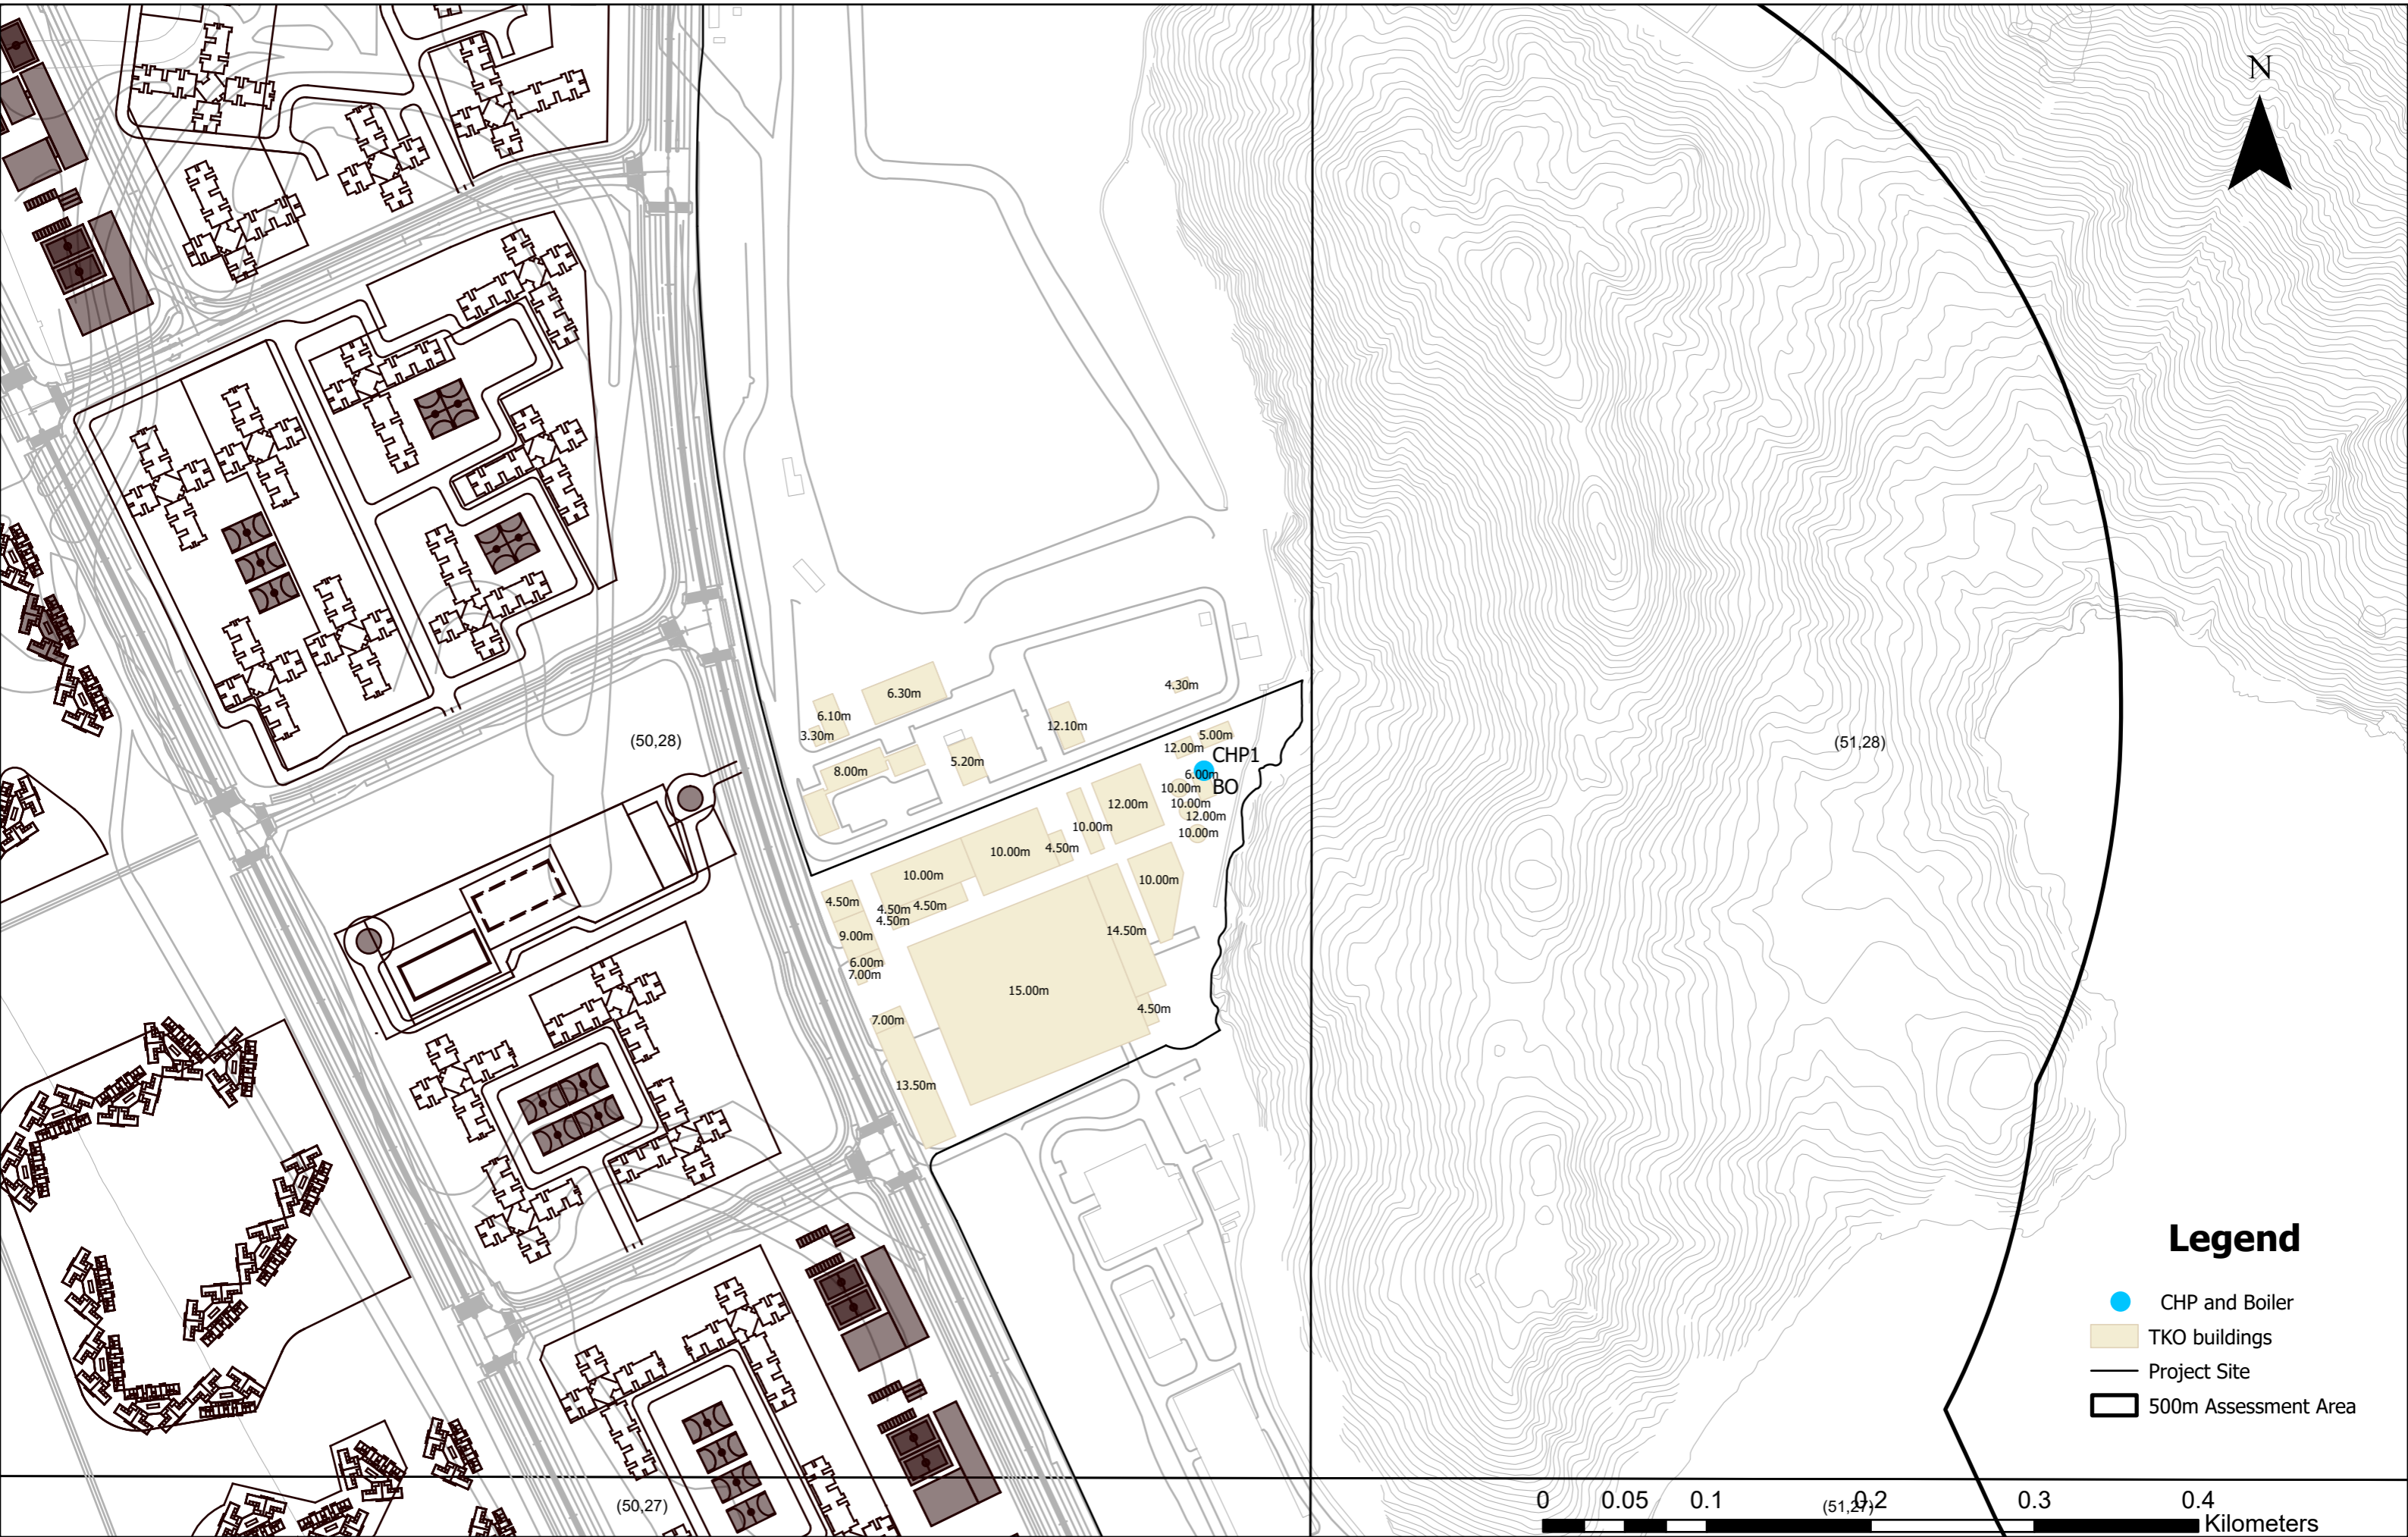 N
6.30m
4.30m
6.10m
3.30m
12.10m
5.00m
(50,28)
12.00m
(51,28)
CHP1
5.20m
8.00m
6.00m
BO
10.00m
10.00m
12.00m
12.00m
10.00m
10.00m
4.50m
10.00m
10.00m
10.00m
4.50m
4.50m
4.50m
4.50m
14.50m
9.00m
6.00m
7.00m
15.00m
4.50m
7.00m
13.50m
Legend
CHP and Boiler
TKO buildings
Project Site
500m Assessment Area
(50,27)
(51,27)
0 0.05 0.1 0.2 0.3 0.4
Kilometers